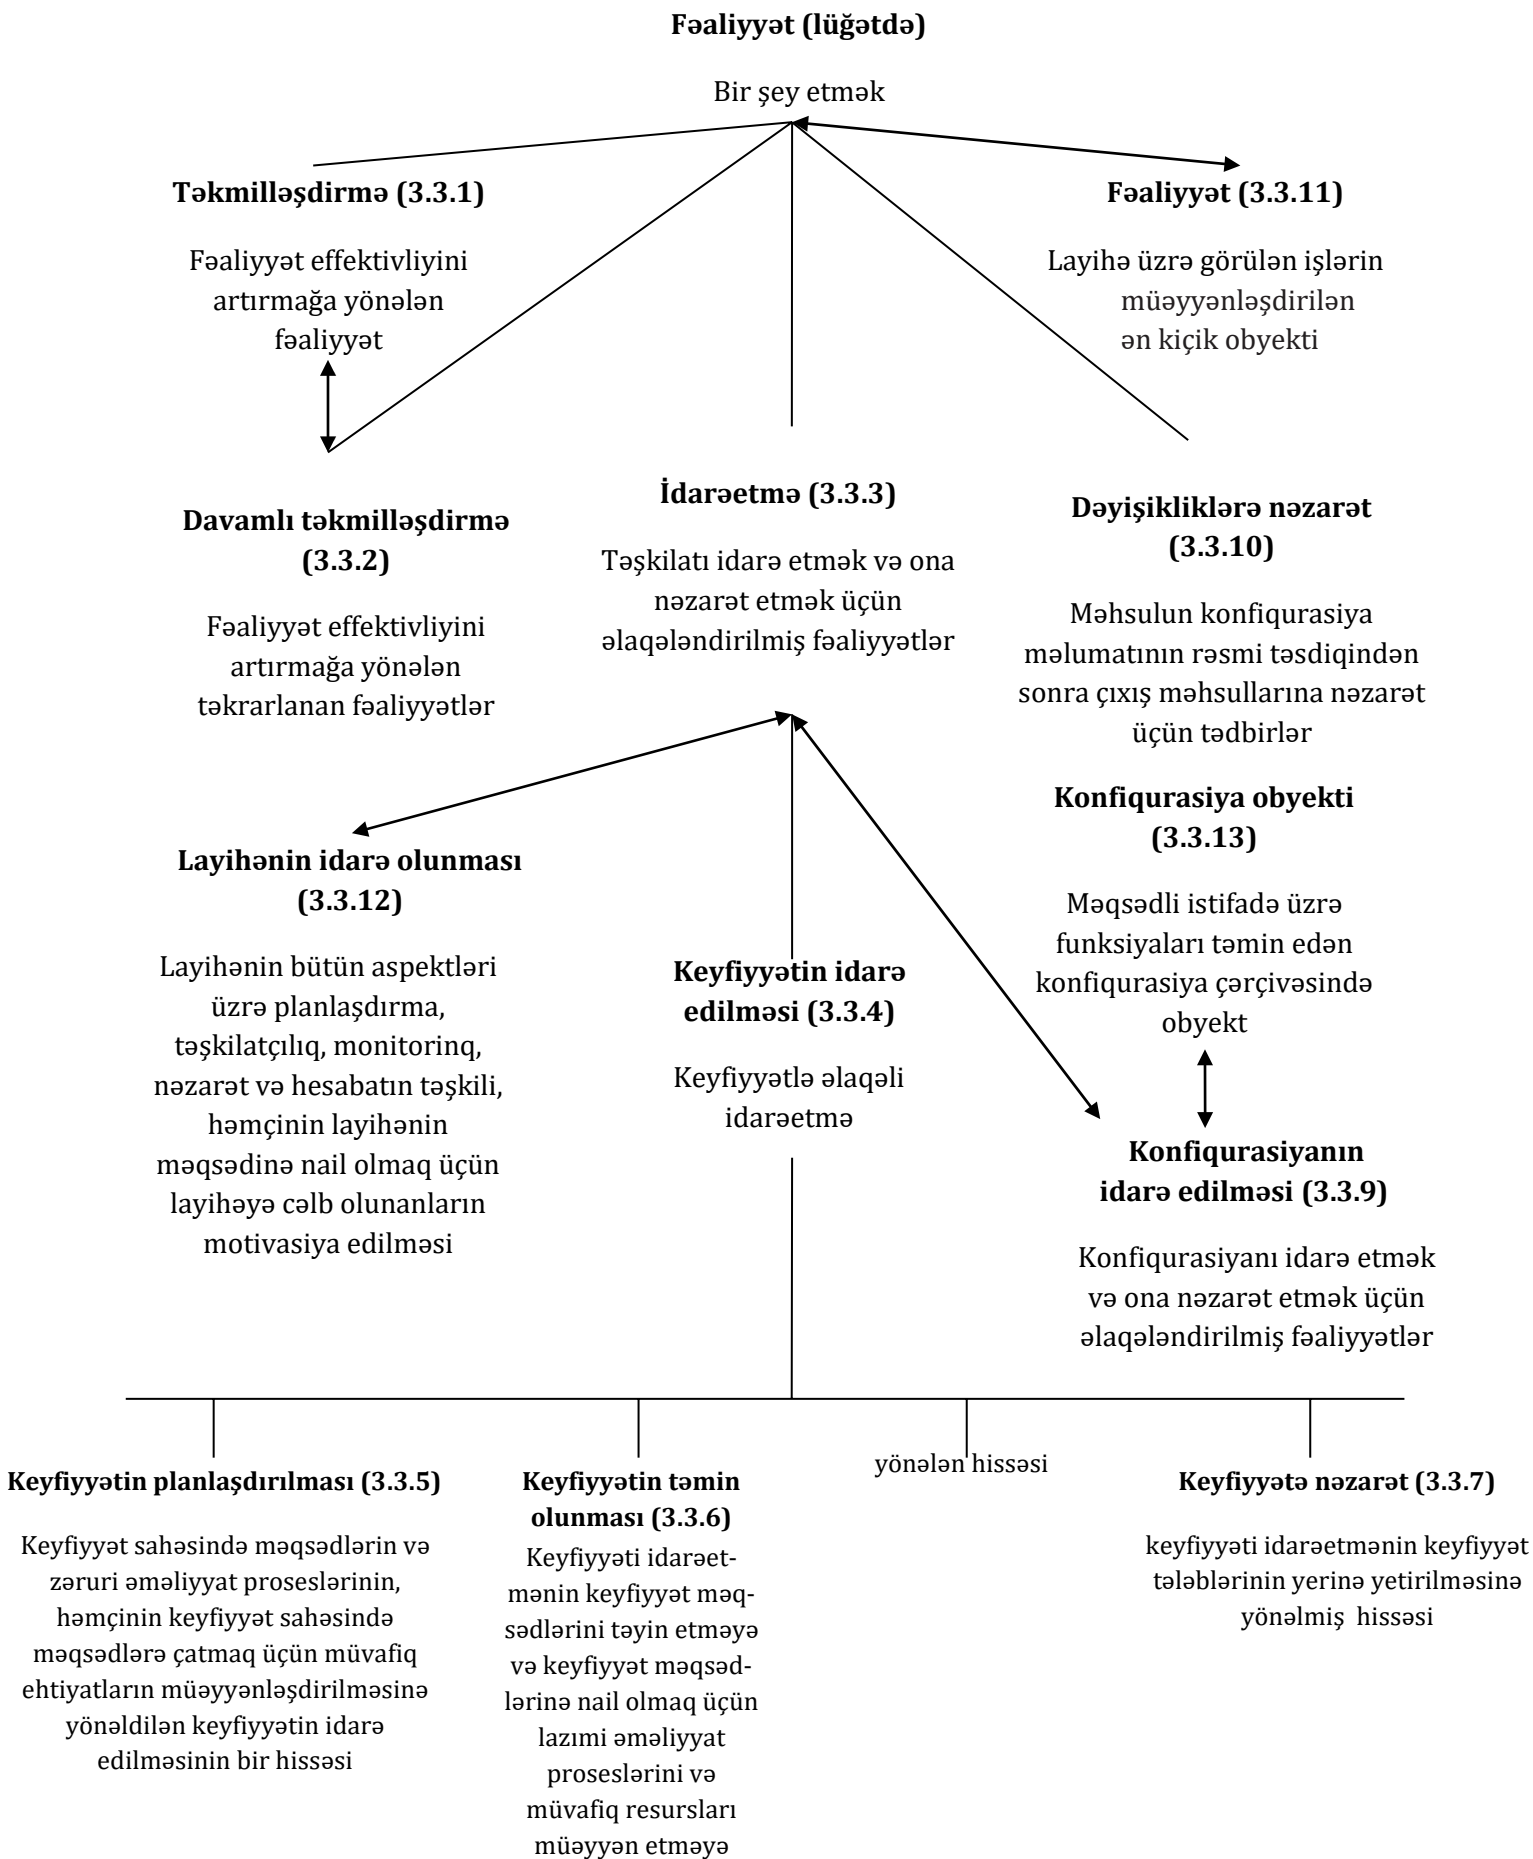 Fəaliyyət (lüğətdə)
Bir şey etmək
Təkmilləşdirmə (3.3.1)
Fəaliyyət effektivliyini
artırmağa yönələn
fəaliyyət
Fəaliyyət (3.3.11)
Layihə üzrə görülən işlərin
müəyyənləşdirilən
ən kiçik obyekti
Davamlı təkmilləşdirmə
(3.3.2)
Fəaliyyət effektivliyini
artırmağa yönələn
təkrarlanan fəaliyyətlər
İdarəetmə (3.3.3)
Təşkilatı idarə etmək və ona
nəzarət etmək üçün
əlaqələndirilmiş fəaliyyətlər
Dəyişikliklərə nəzarət
(3.3.10)
Məhsulun konfiqurasiya
məlumatının rəsmi təsdiqindən
sonra çıxış məhsullarına nəzarət
üçün tədbirlər
Konfiqurasiya obyekti
(3.3.13)
Məqsədli istifadə üzrə
funksiyaları təmin edən
konfiqurasiya çərçivəsində
obyekt
Layihənin idarə olunması
(3.3.12)
Layihənin bütün aspektləri
üzrə planlaşdırma,
təşkilatçılıq, monitorinq,
nəzarət və hesabatın təşkili,
həmçinin layihənin
məqsədinə nail olmaq üçün
layihəyə cəlb olunanların
motivasiya edilməsi
Keyfiyyətin idarə
edilməsi (3.3.4)
Keyfiyyətlə əlaqəli
idarəetmə
Konfiqurasiyanın
idarə edilməsi (3.3.9)
Konfiqurasiyanı idarə etmək
və ona nəzarət etmək üçün
əlaqələndirilmiş fəaliyyətlər
Keyfiyyətin planlaşdırılması (3.3.5)
Keyfiyyət sahəsində məqsədlərin və
zəruri əməliyyat proseslərinin,
həmçinin keyfiyyət sahəsində
məqsədlərə çatmaq üçün müvafiq
ehtiyatların müəyyənləşdirilməsinə
yönəldilən keyfiyyətin idarə
edilməsinin bir hissəsi
Keyfiyyətin təmin
olunması (3.3.6)
Keyfiyyəti idarəet-
mənin keyfiyyət məq-
sədlərini təyin etməyə
və keyfiyyət məqsəd-
lərinə nail olmaq üçün
lazımi əməliyyat
proseslərini və
müvafiq resursları
müəyyən etməyə
yönələn hissəsi
Keyfiyyətə nəzarət (3.3.7)
keyfiyyəti idarəetmənin keyfiyyət
tələblərinin yerinə yetirilməsinə
yönəlmiş hissəsi